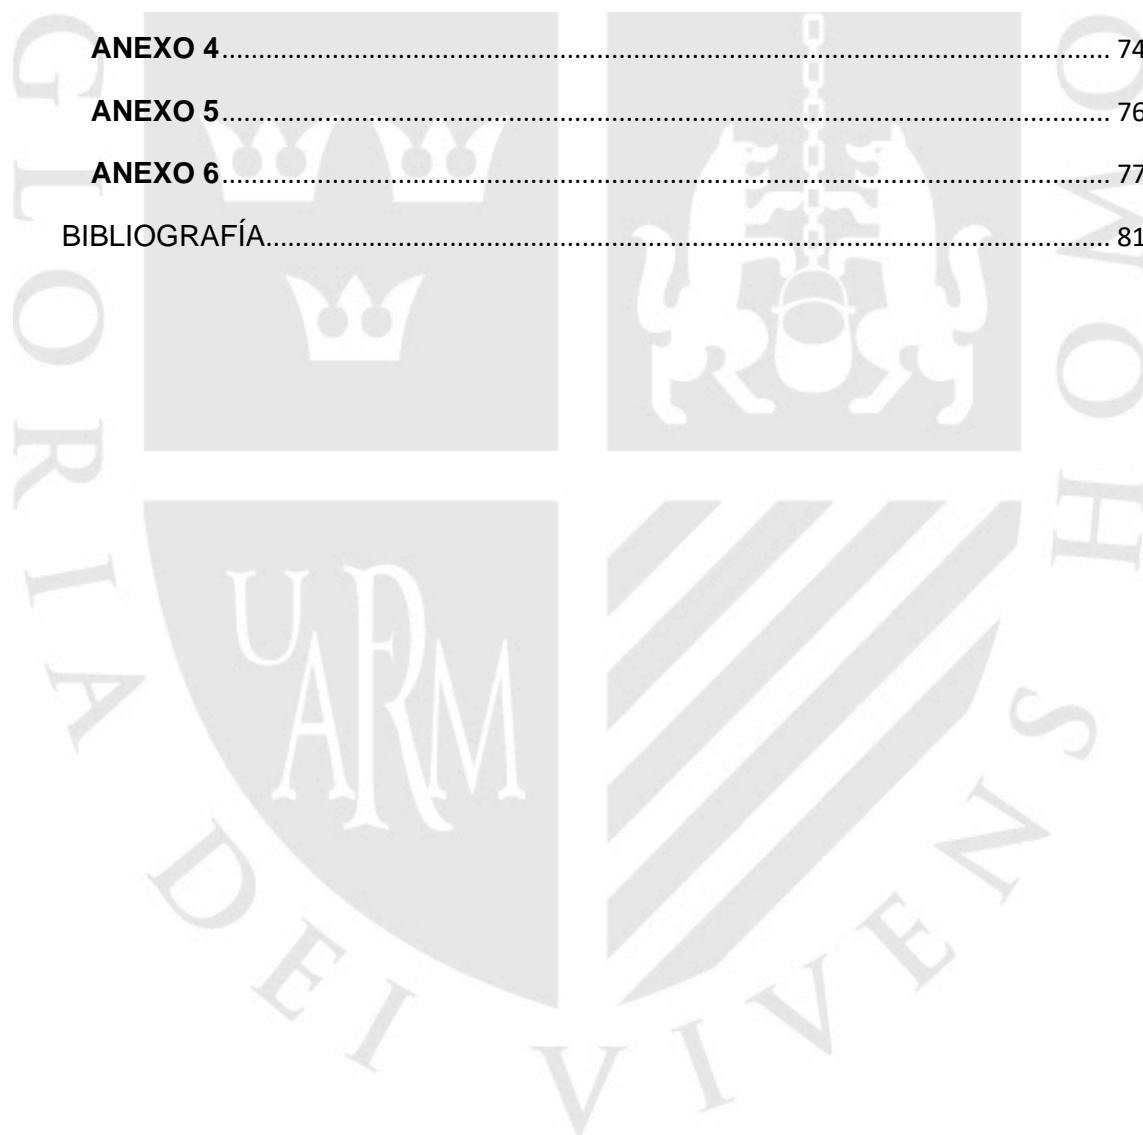 ANEXO 4........................................................................................................................ 74
ANEXO 5........................................................................................................................ 76
ANEXO 6........................................................................................................................ 77
BIBLIOGRAFÍA................................................................................................................... 81
UARM
GLORIA DEI VIVENS HOMO